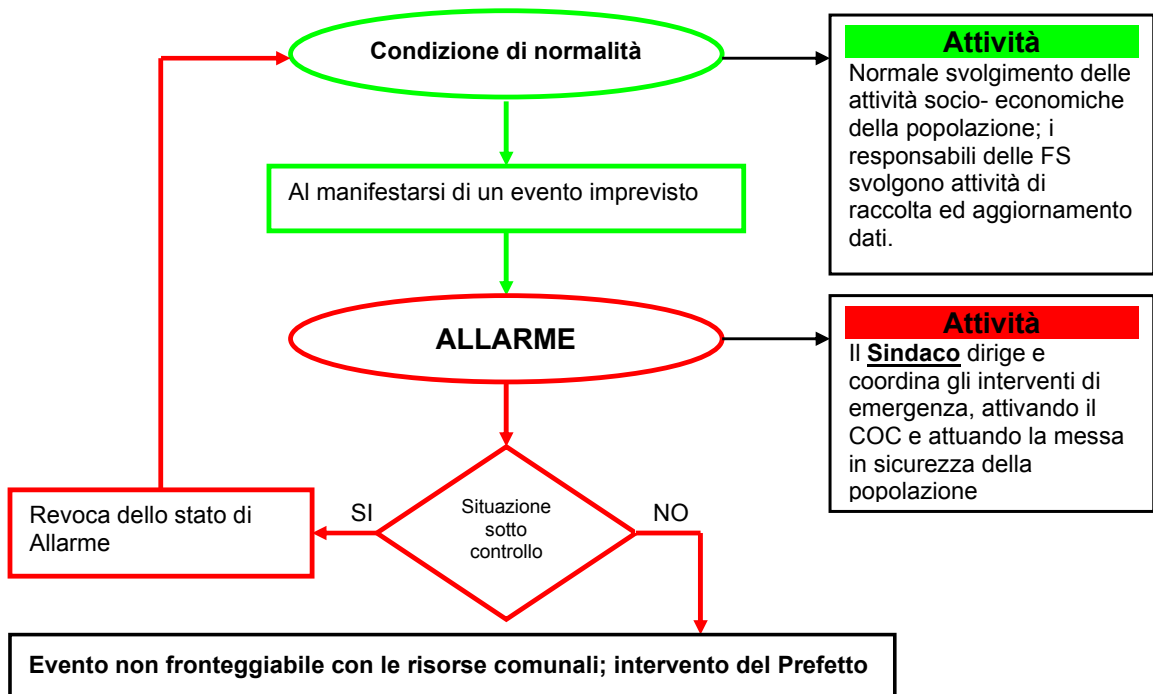 Condizione di normalità
Attività
Normale svolgimento delle
attività socio- economiche
della popolazione; i
responsabili delle FS
svolgono attività di
raccolta ed aggiornamento
dati.
Al manifestarsi di un evento imprevisto
ALLARME
Attività
Il Sindaco dirige e
coordina gli interventi di
emergenza, attivando il
COC e attuando la messa
in sicurezza della
popolazione
Revoca dello stato di
Allarme
SI
Situazione
sotto
controllo
NO
Evento non fronteggiabile con le risorse comunali; intervento del Prefetto